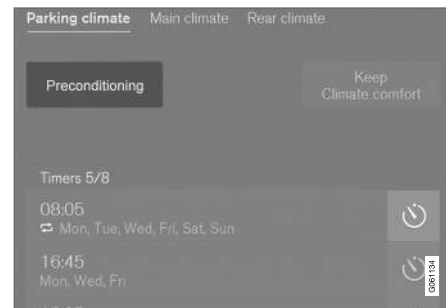 Parking climate Main climate Rear climate
Preconditioning
Keep
Climate comfort
Timers 5/8
08:05
Mon, Tue, Wed, Fri, Sat, Sun
16:45
Mon, Wed, Fri
G061134